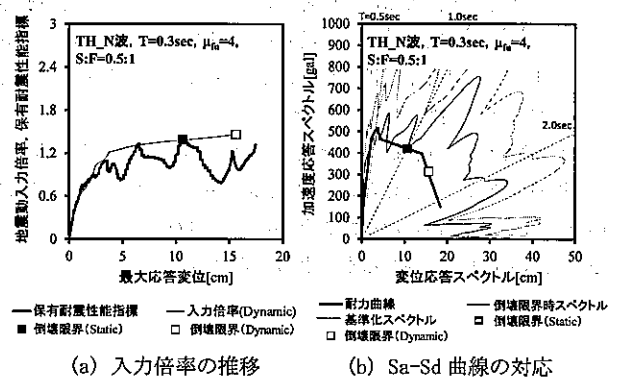 地震動入力倍率, 保有耐震性能指標
3
2.4
1.8
1.2
0.6
0
TH_N波, T=0.3sec, μfu=4,
S:F=0.5:1
0 5 10 15 20
最大応答変位[cm]
保有耐震性能指標 入力倍率(Dynamic)
倒壊限界(Static) 倒壊限界(Dynamic)
(a) 入力倍率の推移
T=0.5sec 1.0sec
加速度応答スペクトル[gal]
1000
900
800
700
600
500
400
300
200
100
0
TH_N波, T=0.3sec, μfu=4,
S:F=0.5:1
2.0sec
0 10 20 30 40 50
変位応答スペクトル[cm]
耐力曲線 倒壊限界時スペクトル
基準化スペクトル 倒壊限界(Static)
倒壊限界(Dynamic)
(b) Sa-Sd 曲線の対応